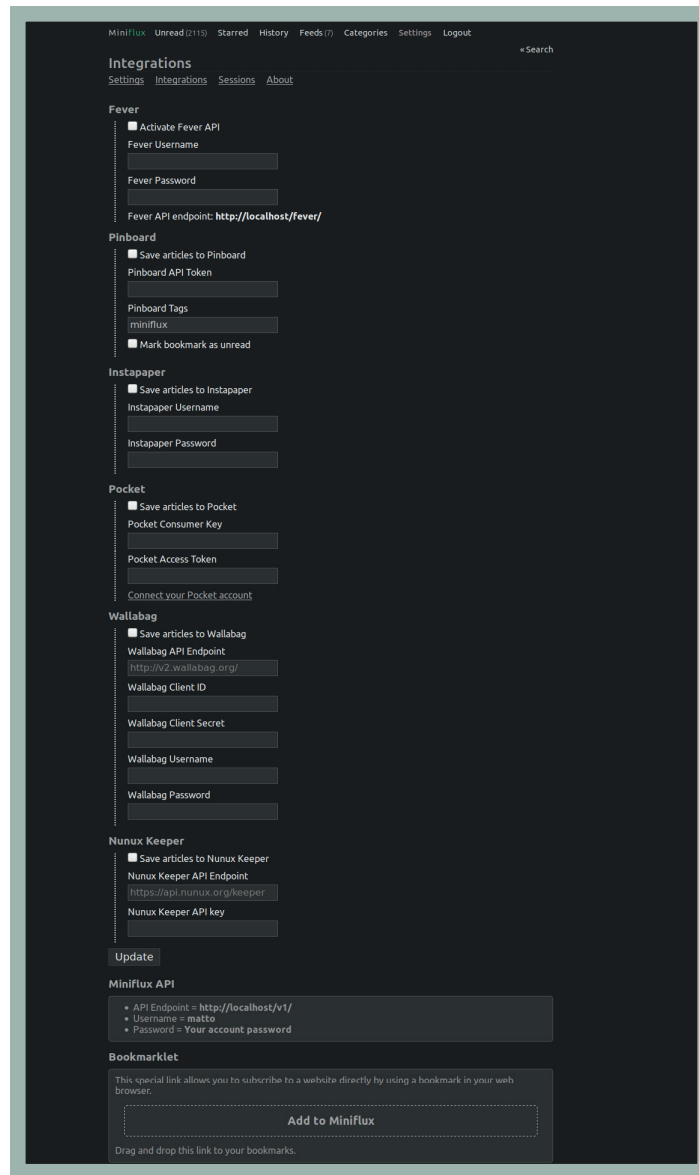 Miniflux Unread (2115) Starred History Feeds (7) Categories Settings Logout
« Search
Integrations
Settings Integrations Sessions About
Fever
Activate Fever API
Fever Username
Fever Password
Fever API endpoint: http://localhost/fever/
Pinboard
Save articles to Pinboard
Pinboard API Token
Pinboard Tags
miniflux
Mark bookmark as unread
Instapaper
Save articles to Instapaper
Instapaper Username
Instapaper Password
Pocket
Save articles to Pocket
Pocket Consumer Key
Pocket Access Token
Connect your Pocket account
Wallabag
Save articles to Wallabag
Wallabag API Endpoint
http://v2.wallabag.org/
Wallabag Client ID
Wallabag Client Secret
Wallabag Username
Wallabag Password
Nunux Keeper
Save articles to Nunux Keeper
Nunux Keeper API Endpoint
https://api.nunux.org/keeper
Nunux Keeper API key
Update
Miniflux API
• API Endpoint = http://localhost/v1/
• Username = matto
• Password = Your account password
Bookmarklet
This special link allows you to subscribe to a website directly by using a bookmark in your web
browser.
Add to Miniflux
Drag and drop this link to your bookmarks.